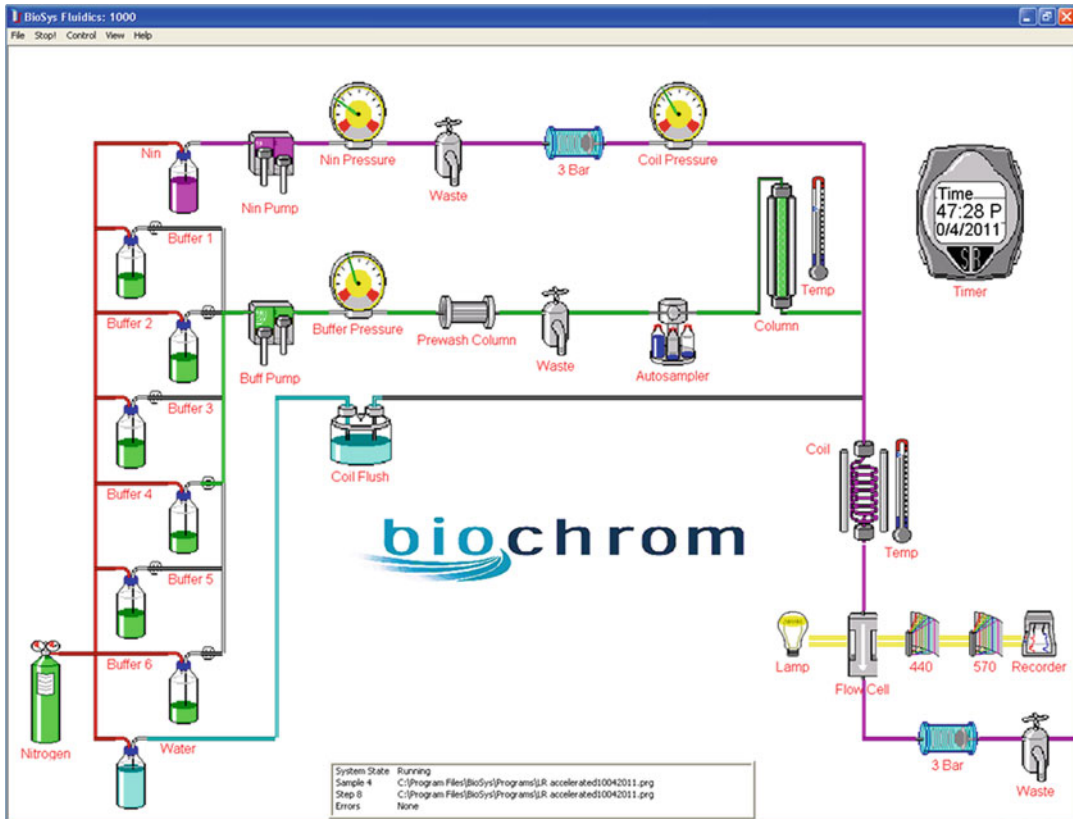 BioSys Fluidics: 1000
File Stop! Control View Help
Nin
Nin Pump
Nin Pressure
Waste
3 Bar
Coil Pressure
Time
47:28 P
0/4/2011
S R
Timer
Buffer 1
Buffer 2
Buff Pump
Buffer Pressure
Prewash Column
Waste
Autosampler
Column
Temp
Buffer 3
Coil Flush
Buffer 4
Coil
Temp
biochrom
Buffer 5
Buffer 6
Nitrogen
Water
Lamp
Flow Cell
440
570
Recorder
3 Bar
Waste
System State Running
Sample 4 C:\Program Files\BioSys\Programs\LR accelerated10042011.prg
Step 8 C:\Program Files\BioSys\Programs\LR accelerated10042011.prg
Errors None